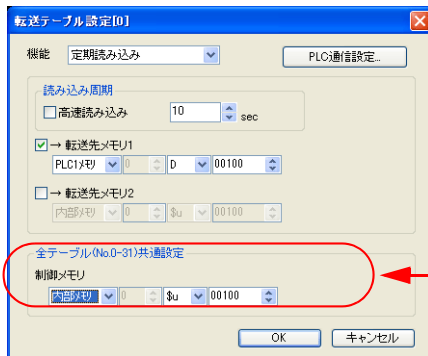 転送テーブル設定[0]
機能 定期読み込み PLC通信設定...
読み込み周期
高速読み込み 10 sec
→ 転送先メモリ1
PLC1メモリ 0 D 00100
→ 転送先メモリ2
内部メモリ 0 $u 00100
全テーブル(No.0-31)共通設定
制御メモリ
内部メモリ 0 $u 00100
OK キャンセル